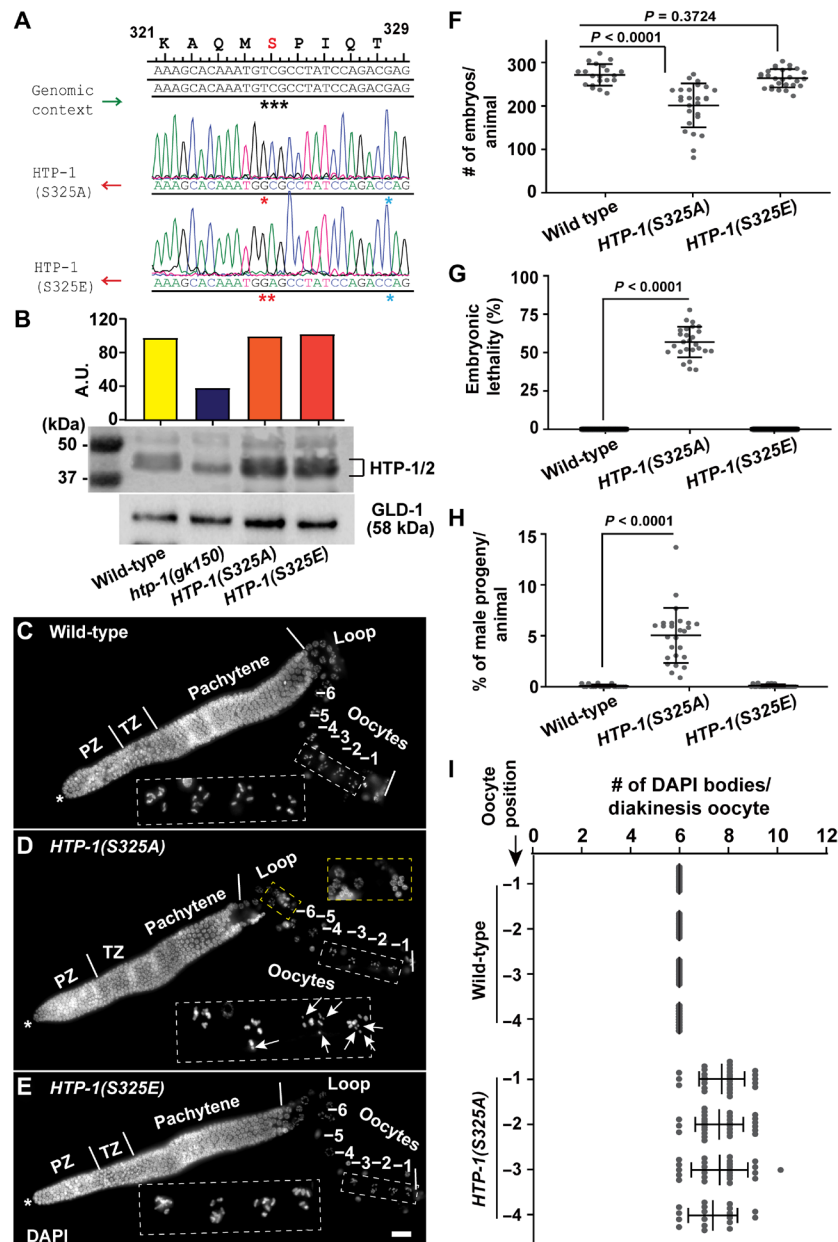 A
321
329
K A Q M S P I Q T
AAAGCACAAATGTCGCCTATCCAGACGAG
AAAGCACAAATGTCGCCTATCCAGACGAG
Genomic
context
***
HTP-1
(S325A)
AAAGCACAAATGGCGCCTATCCAGACCAG
*
*
HTP-1
(S325E)
AAAGCACAAATGGAGCCTATCCAGACCAG
**
*
B
A.U.
120
80
40
0
(kDa)
50
37
HTP-1/2
GLD-1
(58 kDa)
Wild-type
htp-1(gk150)
HTP-1(S325A)
HTP-1(S325E)
C Wild-type
Loop
Pachytene
TZ
PZ
*
–6
–5
–4
–3
–2
–1
Oocytes
D HTP-1(S325A)
Loop
Pachytene
TZ
PZ
*
–6
–5
–4
–3
–2
–1
Oocytes
E HTP-1(S325E)
Loop
Pachytene
TZ
PZ
*
–6
–5
–4
–3
–2
–1
Oocytes
DAPI
F
P = 0.3724
P < 0.0001
# of embryos/
animal
300
200
100
0
Wild type
HTP-1(S325A)
HTP-1(S325E)
G
P < 0.0001
Embryonic
lethality (%)
100
75
50
25
0
Wild-type
HTP-1(S325A)
HTP-1(S325E)
H
P < 0.0001
% of male progeny/
animal
15
10
5
0
Wild-type
HTP-1(S325A)
HTP-1(S325E)
I
Oocyte
position
# of DAPI bodies/
diakinesis oocyte
0 2 4 6 8 10 12
Wild-type
–1
–2
–3
–4
HTP-1(S325A)
–1
–2
–3
–4